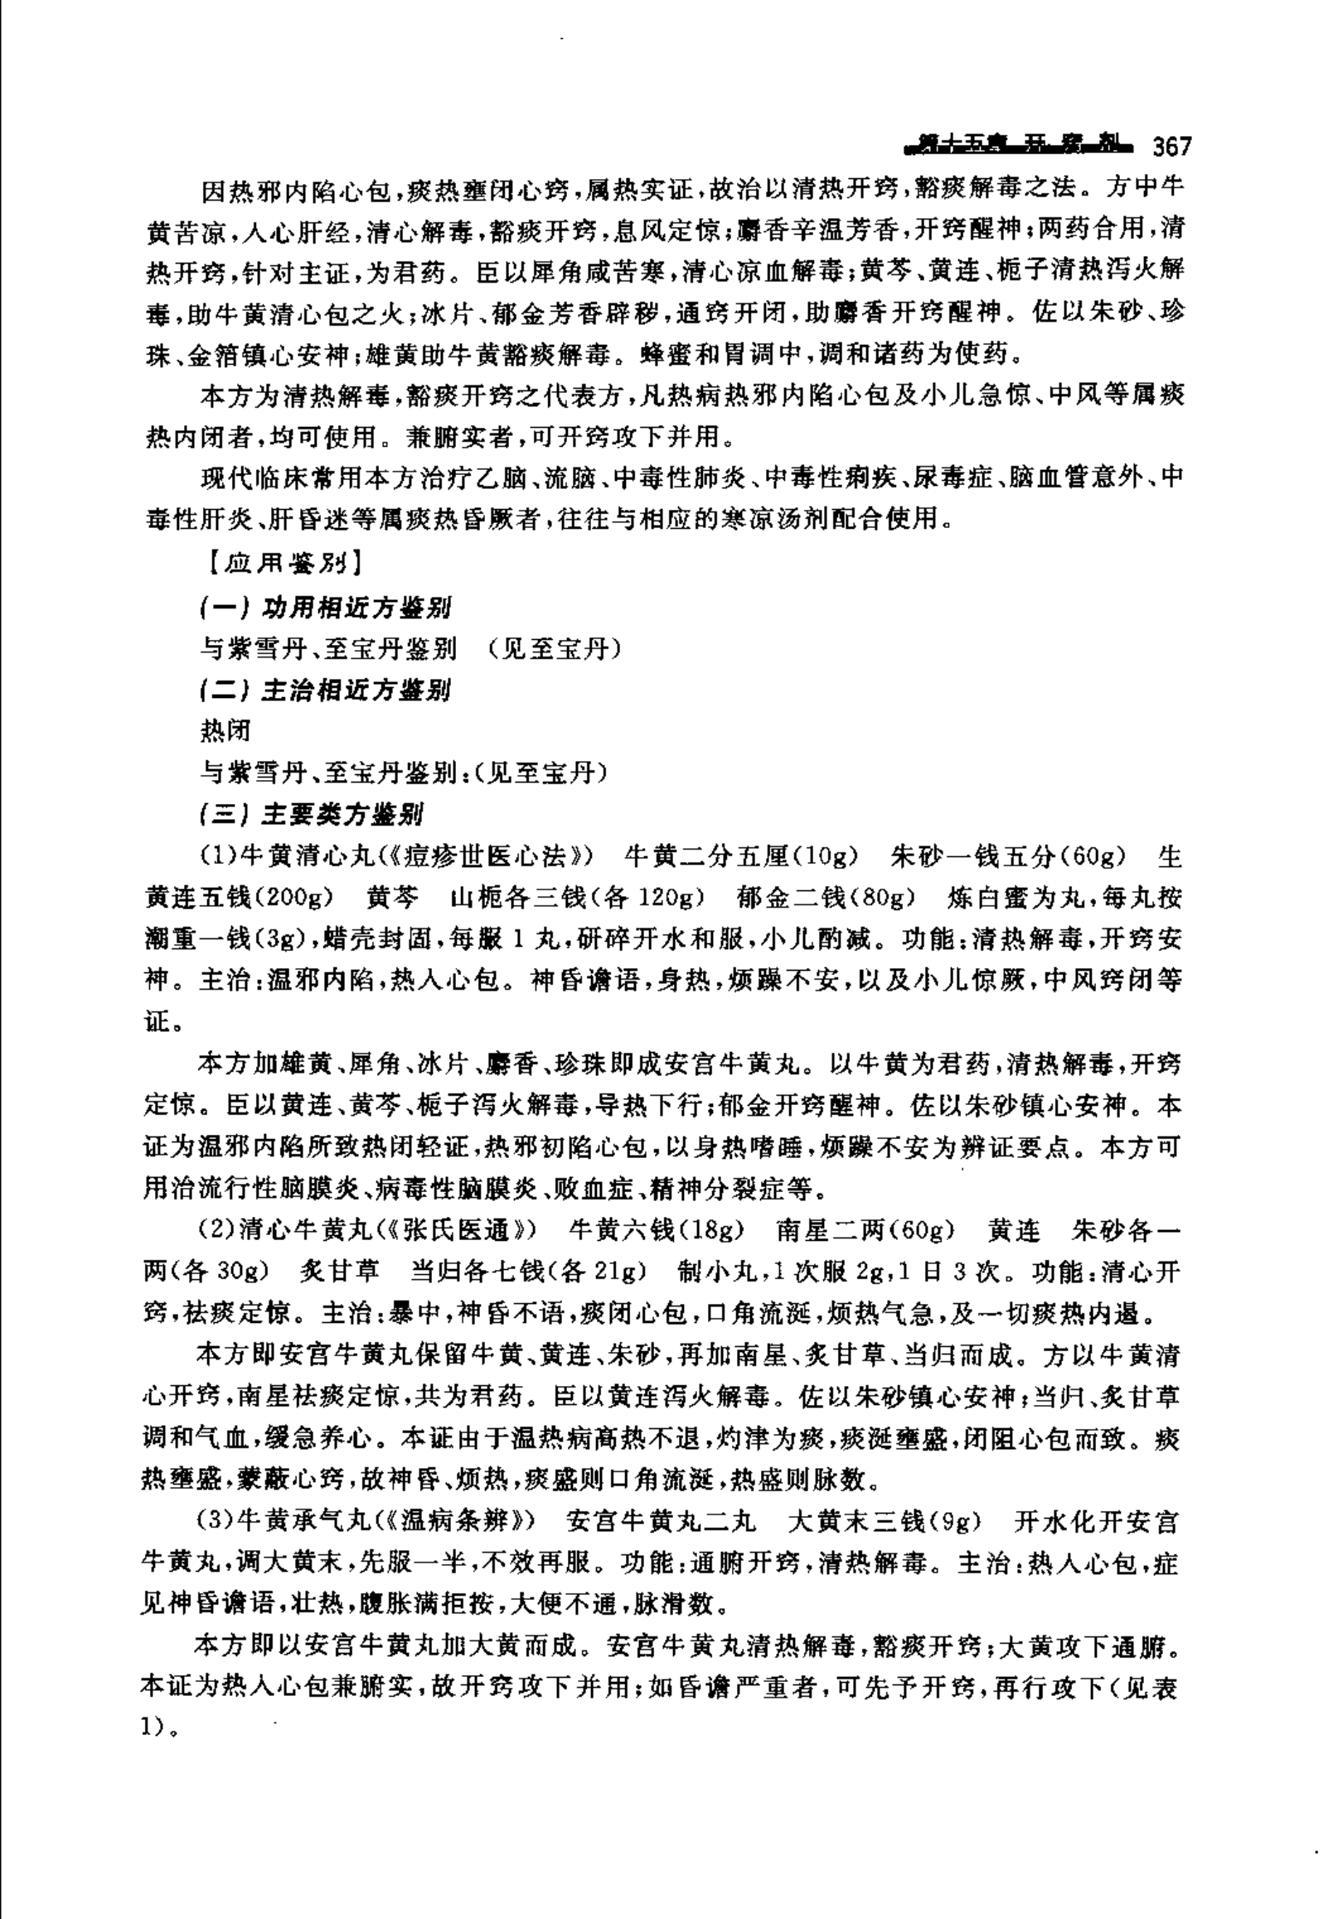 第十五章 开窍剂 367
因热邪内陷心包,痰热壅闭心窍,属热实证,故治以清热开窍,豁痰解毒之法。方中牛
黄苦凉,入心肝经,清心解毒,豁痰开窍,息风定惊;麝香辛温芳香,开窍醒神;两药合用,清
热开窍,针对主证,为君药。臣以犀角咸苦寒,清心凉血解毒;黄芩、黄连、栀子清热泻火解
毒,助牛黄清心包之火;冰片、郁金芳香辟秽,通窍开闭,助麝香开窍醒神。佐以朱砂、珍
珠、金箔镇心安神;雄黄助牛黄豁痰解毒。蜂蜜和胃调中,调和诸药为使药。
本方为清热解毒,豁痰开窍之代表方,凡热病热邪内陷心包及小儿急惊、中风等属痰
热内闭者,均可使用。兼腑实者,可开窍攻下并用。
现代临床常用本方治疗乙脑、流脑、中毒性肺炎、中毒性痢疾、尿毒症、脑血管意外、中
毒性肝炎、肝昏迷等属痰热昏厥者,往往与相应的寒凉汤剂配合使用。
【应用鉴别】
(一)功用相近方鉴别
与紫雪丹、至宝丹鉴别 (见至宝丹)
(二)主治相近方鉴别
热闭
与紫雪丹、至宝丹鉴别:(见至宝丹)
(三)主要类方鉴别
(1)牛黄清心丸(《痘疹世医心法》) 牛黄二分五厘(10g) 朱砂一钱五分(60g) 生
黄连五钱(200g) 黄芩 山栀各三钱(各 120g) 郁金二钱(80g) 炼白蜜为丸,每丸按
潮重一钱(3g),蜡壳封固,每服 1 丸,研碎开水和服,小儿酌减。功能:清热解毒,开窍安
神。主治:温邪内陷,热入心包。神昏谵语,身热,烦躁不安,以及小儿惊厥,中风窍闭等
证。
本方加雄黄、犀角、冰片、麝香、珍珠即成安宫牛黄丸。以牛黄为君药,清热解毒,开窍
定惊。臣以黄连、黄芩、栀子泻火解毒,导热下行;郁金开窍醒神。佐以朱砂镇心安神。本
证为温邪内陷所致热闭轻证,热邪初陷心包,以身热嗜睡,烦躁不安为辨证要点。本方可
用治流行性脑膜炎、病毒性脑膜炎、败血症、精神分裂症等。
(2)清心牛黄丸(《张氏医通》) 牛黄六钱(18g) 南星二两(60g) 黄连 朱砂各一
两(各 30g) 炙甘草 当归各七钱(各 21g) 制小丸,1 次服 2g,1 日 3 次。功能:清心开
窍,祛痰定惊。主治:暴中,神昏不语,痰闭心包,口角流涎,烦热气急,及一切痰热内遏。
本方即安宫牛黄丸保留牛黄、黄连、朱砂,再加南星、炙甘草、当归而成。方以牛黄清
心开窍,南星祛痰定惊,共为君药。臣以黄连泻火解毒。佐以朱砂镇心安神;当归、炙甘草
调和气血,缓急养心。本证由于温热病高热不退,灼津为痰,痰涎壅盛,闭阻心包而致。痰
热壅盛,蒙蔽心窍,故神昏、烦热,痰盛则口角流涎,热盛则脉数。
(3)牛黄承气丸(《温病条辨》) 安宫牛黄丸二丸 大黄末三钱(9g) 开水化开安宫
牛黄丸,调大黄末,先服一半,不效再服。功能:通腑开窍,清热解毒。主治:热入心包,症
见神昏谵语,壮热,腹胀满拒按,大便不通,脉滑数。
本方即以安宫牛黄丸加大黄而成。安宫牛黄丸清热解毒,豁痰开窍;大黄攻下通腑。
本证为热入心包兼腑实,故开窍攻下并用;如昏谵严重者,可先予开窍,再行攻下(见表
1)。